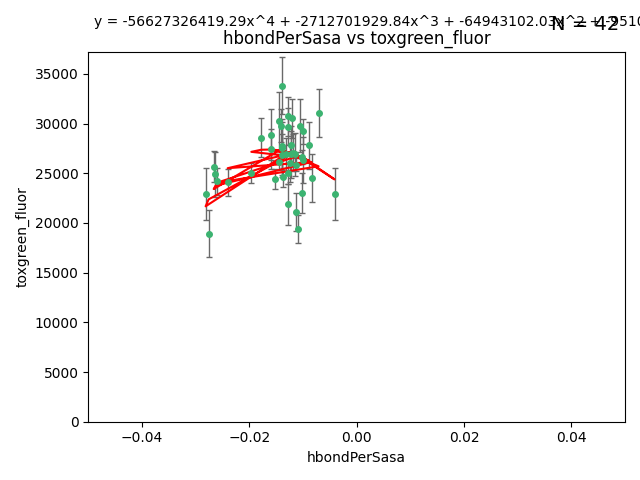 y = -56627326419.29x^4 + -2712701929.84x^3 + -64943102.03x^2 +
N = 42
hbondPerSasa vs toxgreen_fluor
toxgreen_fluor
35000
30000
25000
20000
15000
10000
5000
0
−0.04
−0.02
0.00
0.02
0.04
hbondPerSasa